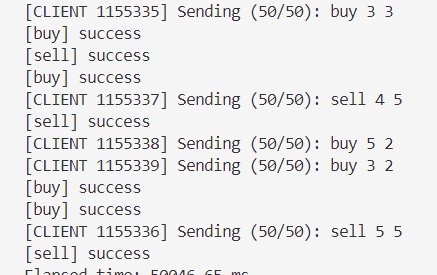 [CLIENT 1155335] Sending (50/50): buy 3 3
[buy] success
[sell] success
[buy] success
[CLIENT 1155337] Sending (50/50): sell 4 5
[sell] success
[CLIENT 1155338] Sending (50/50): buy 5 2
[CLIENT 1155339] Sending (50/50): buy 3 2
[buy] success
[buy] success
[CLIENT 1155336] Sending (50/50): sell 5 5
[sell] success
Elapsed time: 50046.65 ms